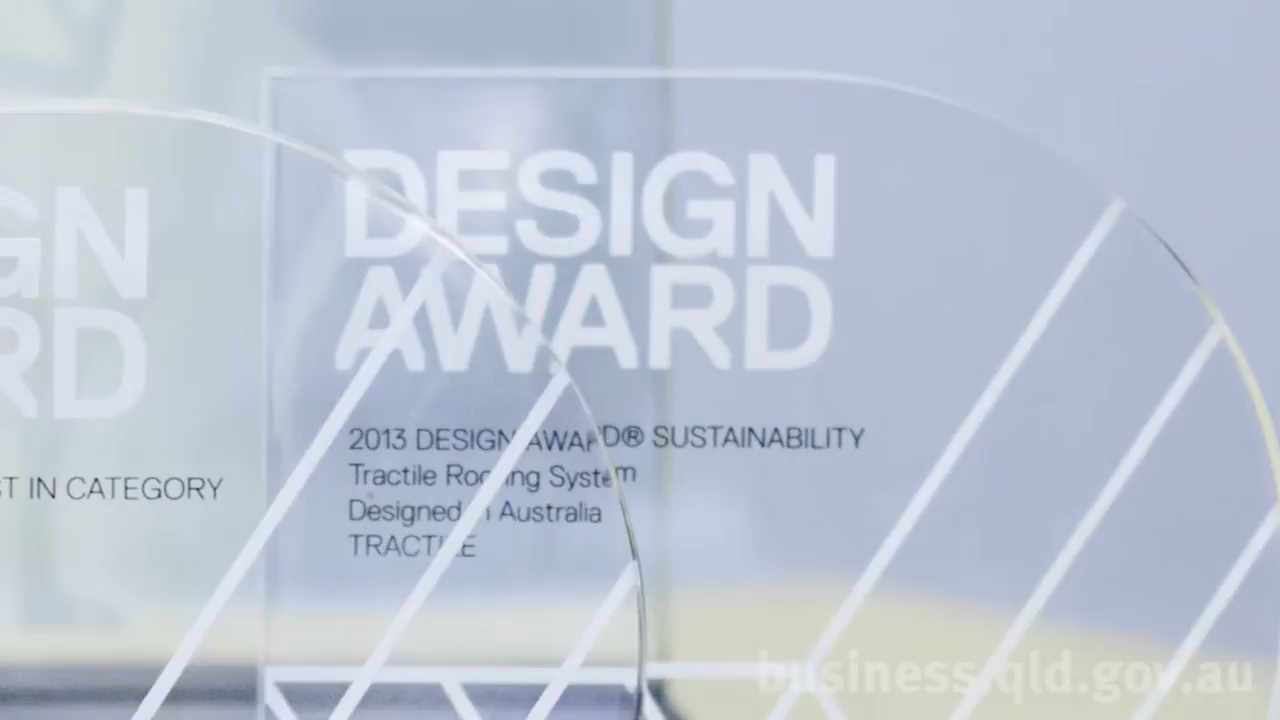 GN
RD
ST IN CATEGORY
DESIGN
AWARD
2013 DESIGN AWARD® SUSTAINABILITY
Tractile Roofing System
Designed in Australia
TRACTILE
business.qld.gov.au